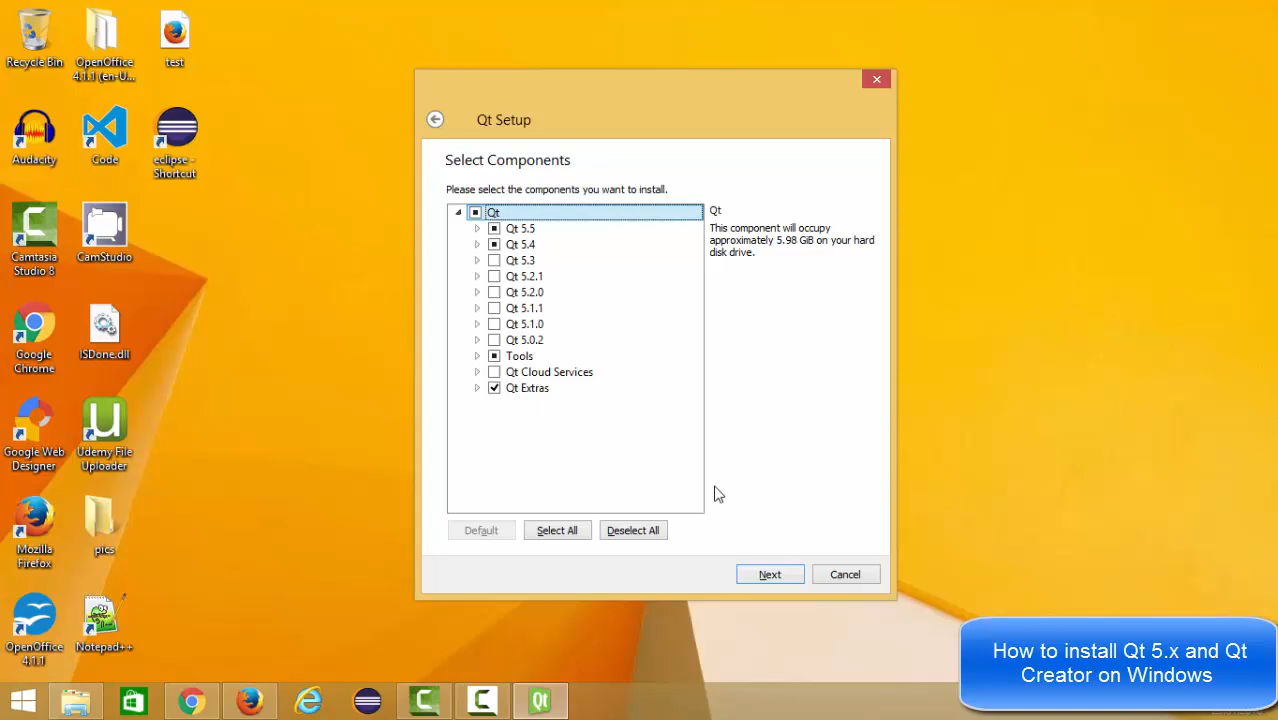 Recycle Bin
OpenOffice
4.1.1 (en-U...
test
Audacity
Code
eclipse -
Shortcut
Camtasia
Studio 8
CamStudio
Google
Chrome
ISDone.dll
Google Web
Designer
Udemy File
Uploader
Mozilla
Firefox
pics
OpenOffice
4.1.1
Notepad++
Qt Setup
Select Components
Please select the components you want to install.
Qt
Qt 5.5
Qt 5.4
Qt 5.3
Qt 5.2.1
Qt 5.2.0
Qt 5.1.1
Qt 5.1.0
Qt 5.0.2
Tools
Qt Cloud Services
Qt Extras
Qt
This component will occupy
approximately 5.98 GiB on your hard
disk drive.
Default
Select All
Deselect All
Next
Cancel
How to install Qt 5.x and Qt
Creator on Windows
Qt